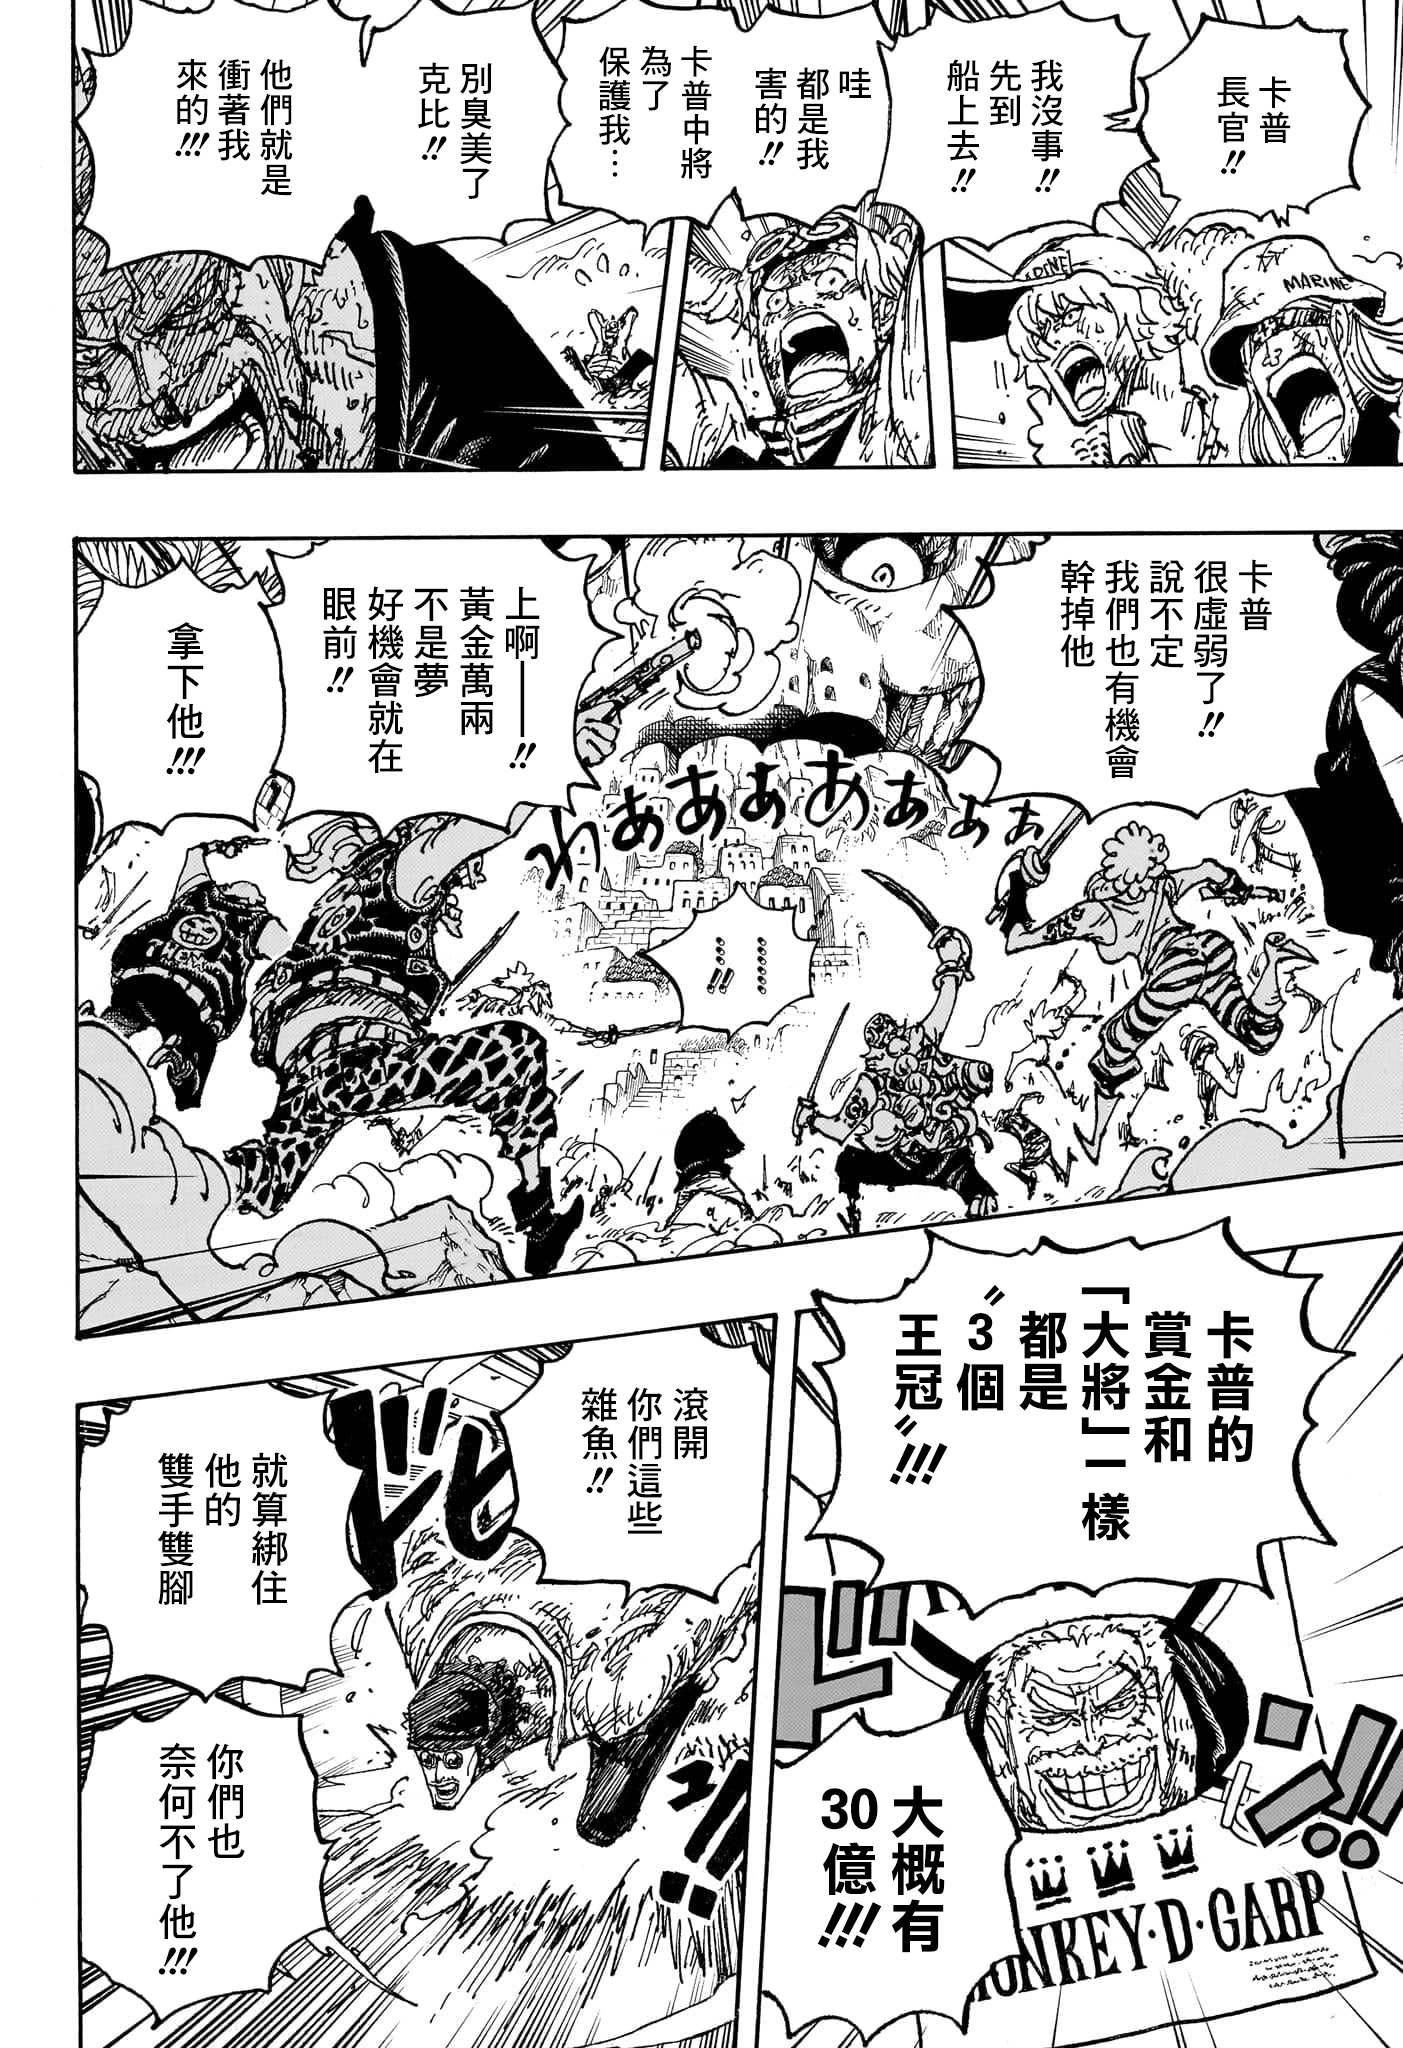 卡普
長官!!
MARINE
我沒事!!
先到
船上去!!
哇
都是我
害的!!
卡普中將
為了
保護我…
別臭美了
克比!!
他們就是
衝著我
來的!!!
卡普
很虛弱了!!
說不定
我們也有機會
幹掉他
上啊——!!
黃金萬兩
不是夢
好機會就在
眼前!!
拿下他!!!
わああああああぁ
……
…!!
卡普的
賞金和
「大將」一樣
都是
〝3個
王冠〞!!!
大概有
30億!!!
ONKEY·D·GARP
ド
!!
滾開
你們這些
雜魚!!
ドド
!!
就算綁住
他的
雙手雙腳
你們也
奈何不了他!!!